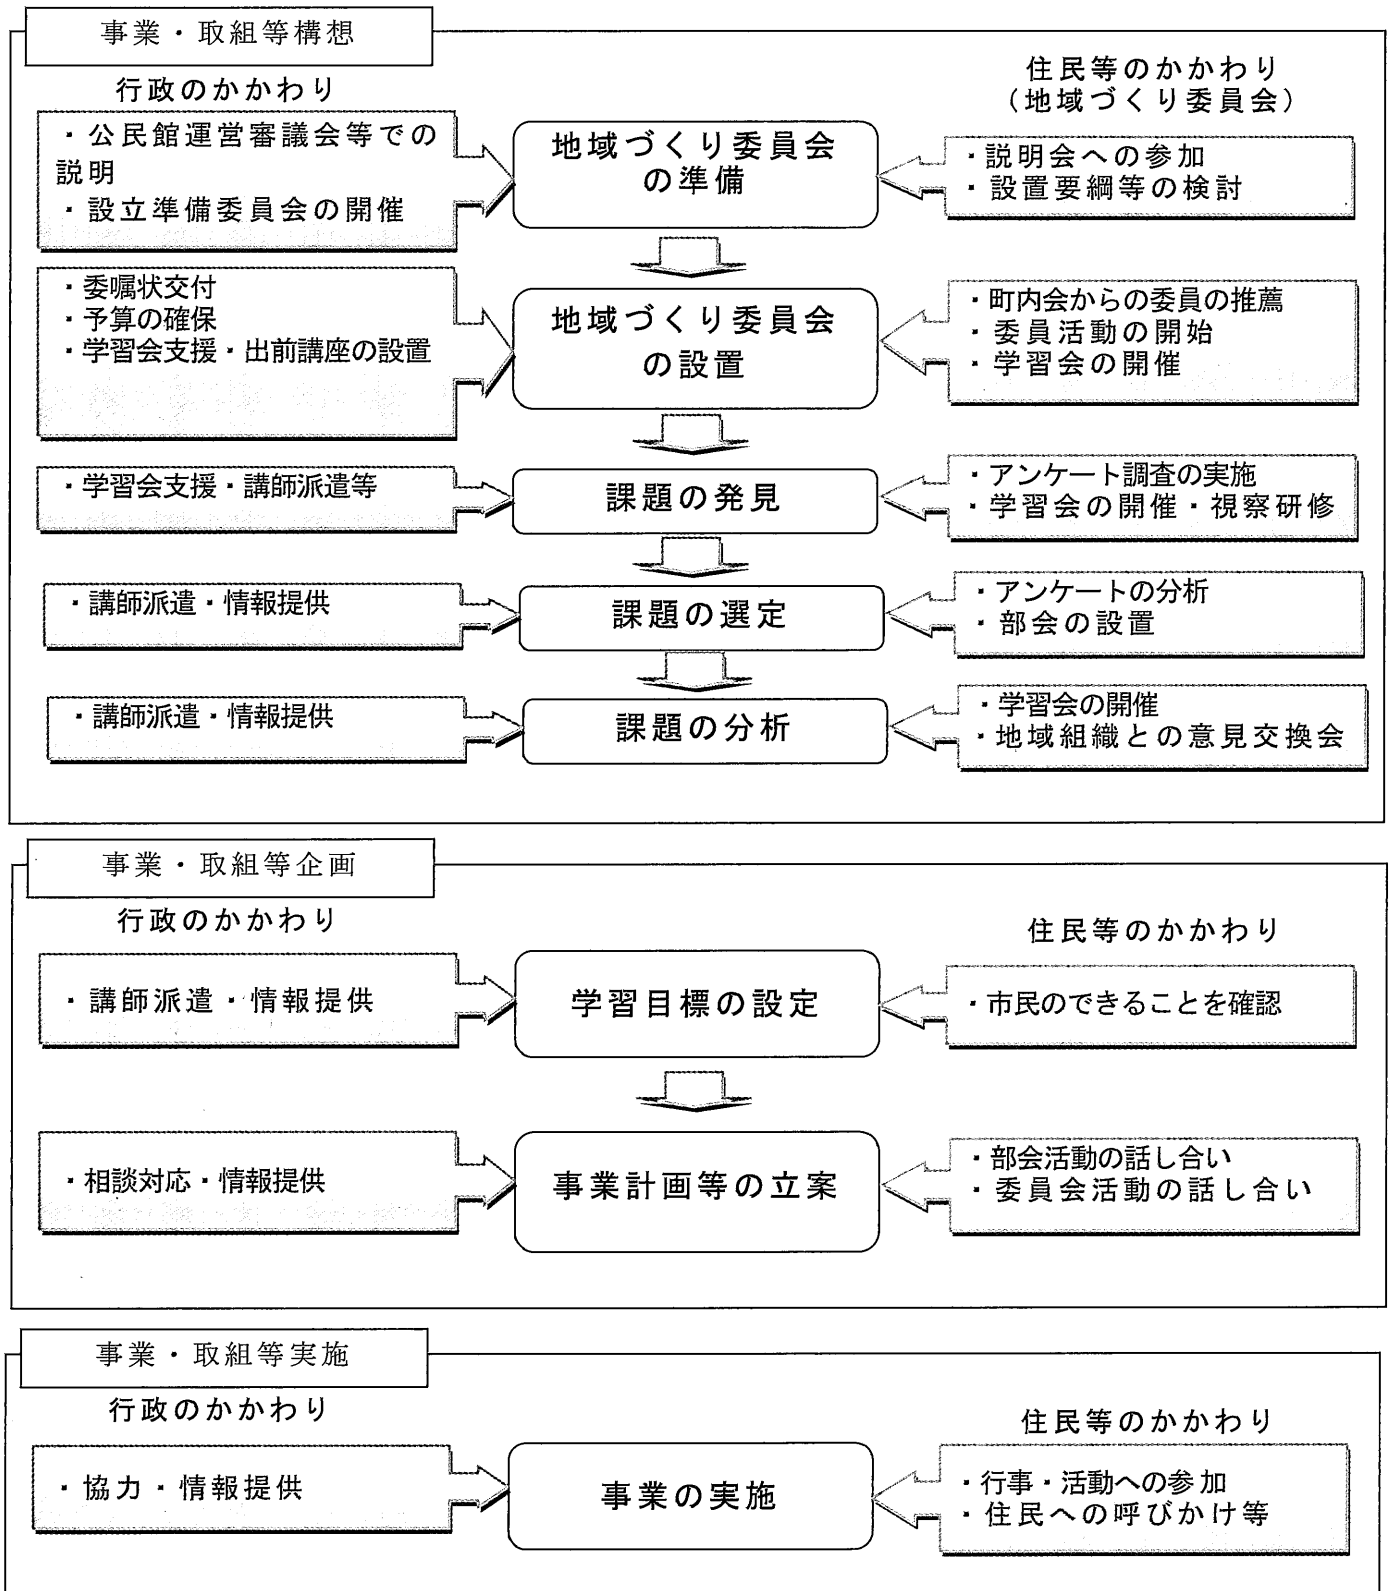 事業・取組等構想
行政のかかわり
住民等のかかわり
（地域づくり委員会）
・公民館運営審議会等での
説明
・設立準備委員会の開催
地域づくり委員会
の準備
・説明会への参加
・設置要綱等の検討
・委嘱状交付
・予算の確保
・学習会支援・出前講座の設置
地域づくり委員会
の設置
・町内会からの委員の推薦
・委員活動の開始
・学習会の開催
・学習会支援・講師派遣等
課題の発見
・アンケート調査の実施
・学習会の開催・視察研修
・講師派遣・情報提供
課題の選定
・アンケートの分析
・部会の設置
・講師派遣・情報提供
課題の分析
・学習会の開催
・地域組織との意見交換会
事業・取組等企画
行政のかかわり
住民等のかかわり
・講師派遣・情報提供
学習目標の設定
・市民のできることを確認
・相談対応・情報提供
事業計画等の立案
・部会活動の話し合い
・委員会活動の話し合い
事業・取組等実施
行政のかかわり
住民等のかかわり
・協力・情報提供
事業の実施
・行事・活動への参加
・住民への呼びかけ等